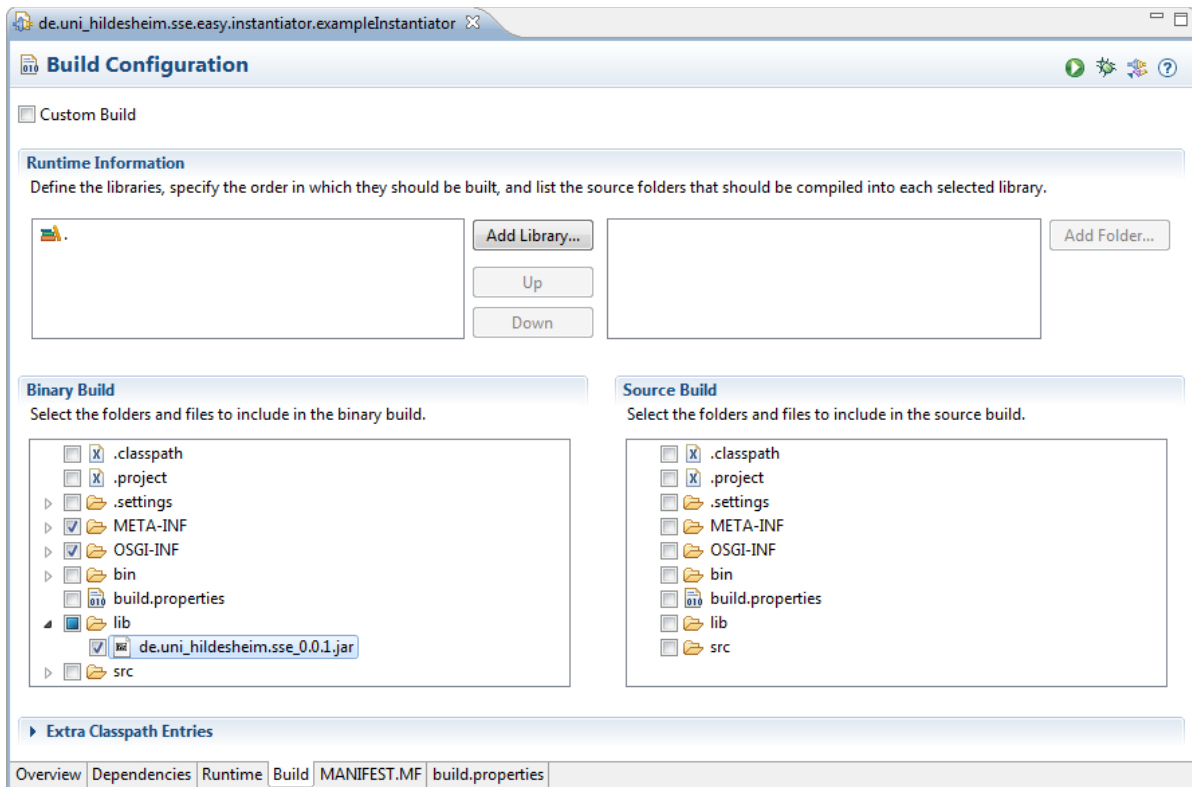 de.uni_hildesheim.sse.easy.instantiator.exampleInstantiator
Build Configuration
Custom Build
Runtime Information
Define the libraries, specify the order in which they should be built, and list the source folders that should be compiled into each selected library.
.
Add Library...
Up
Down
Add Folder...
Binary Build
Select the folders and files to include in the binary build.
.classpath
.project
.settings
META-INF
OSGI-INF
bin
build.properties
lib
de.uni_hildesheim.sse_0.0.1.jar
src
Source Build
Select the folders and files to include in the source build.
.classpath
.project
.settings
META-INF
OSGI-INF
bin
build.properties
lib
src
Extra Classpath Entries
Overview Dependencies Runtime Build MANIFEST.MF build.properties